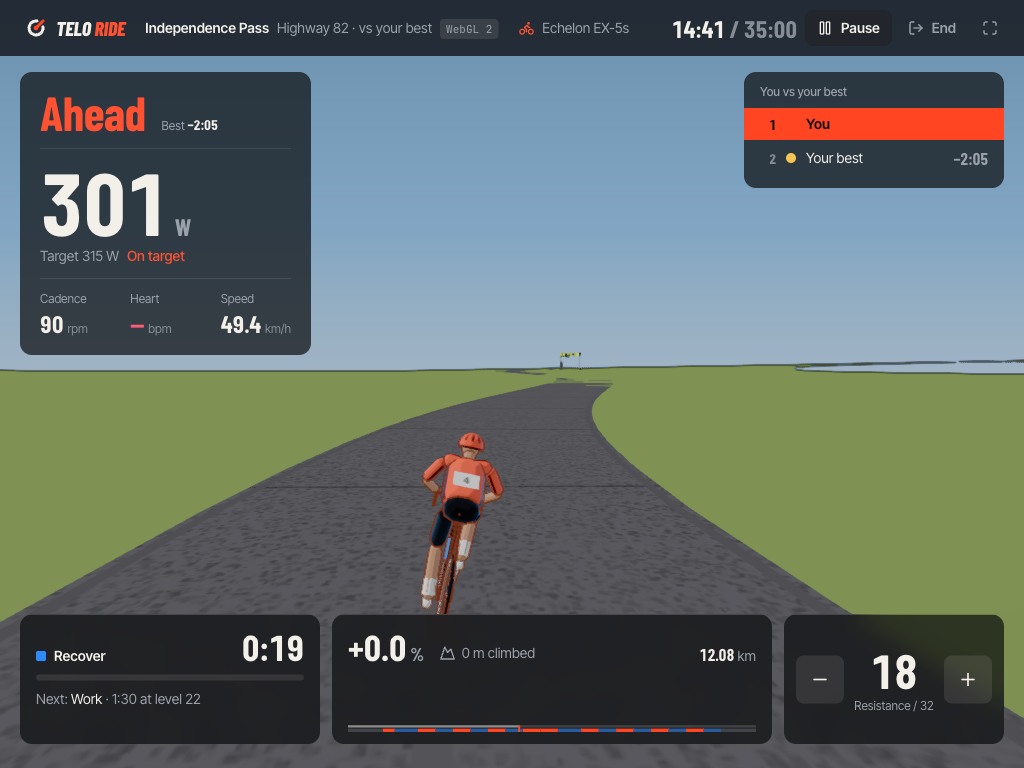 TELO RIDE Independence Pass Highway 82 · vs your best WebGL 2 Echelon EX-5s 14:41 / 35:00 Pause End
Ahead Best −2:05
301 W
Target 315 W On target
Cadence Heart Speed
90 rpm – bpm 49.4 km/h
You vs your best
1 You
2 Your best −2:05
4
Recover 0:19
Next: Work · 1:30 at level 22
+0.0 % 0 m climbed 12.08 km
− 18 +
Resistance / 32